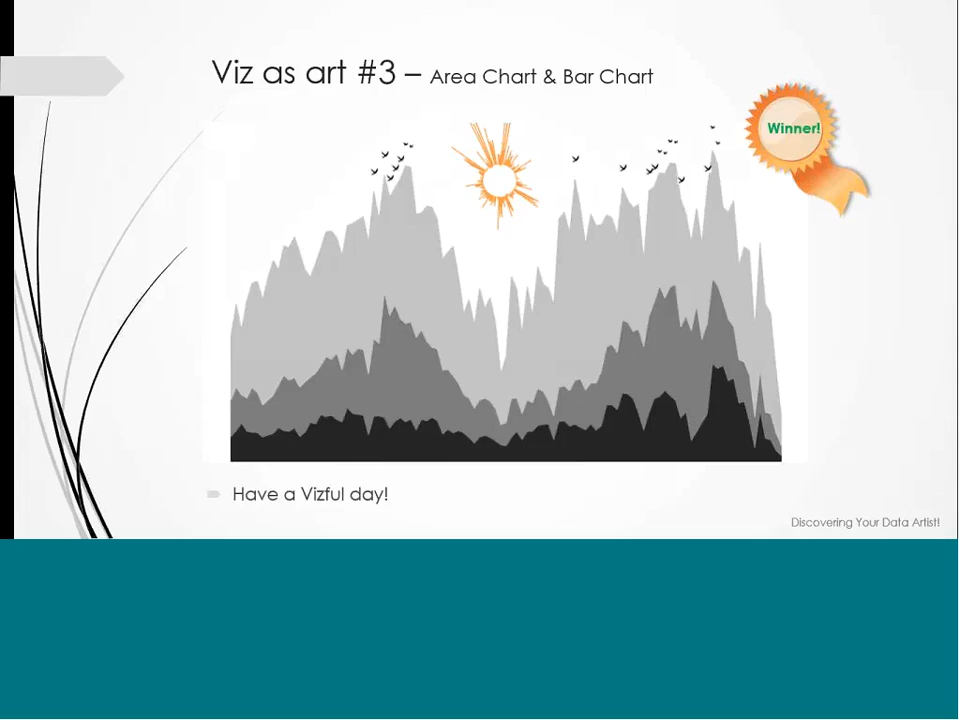 Viz as art #3 – Area Chart & Bar Chart
Winner!
Have a Vizful day!
Discovering Your Data Artist!